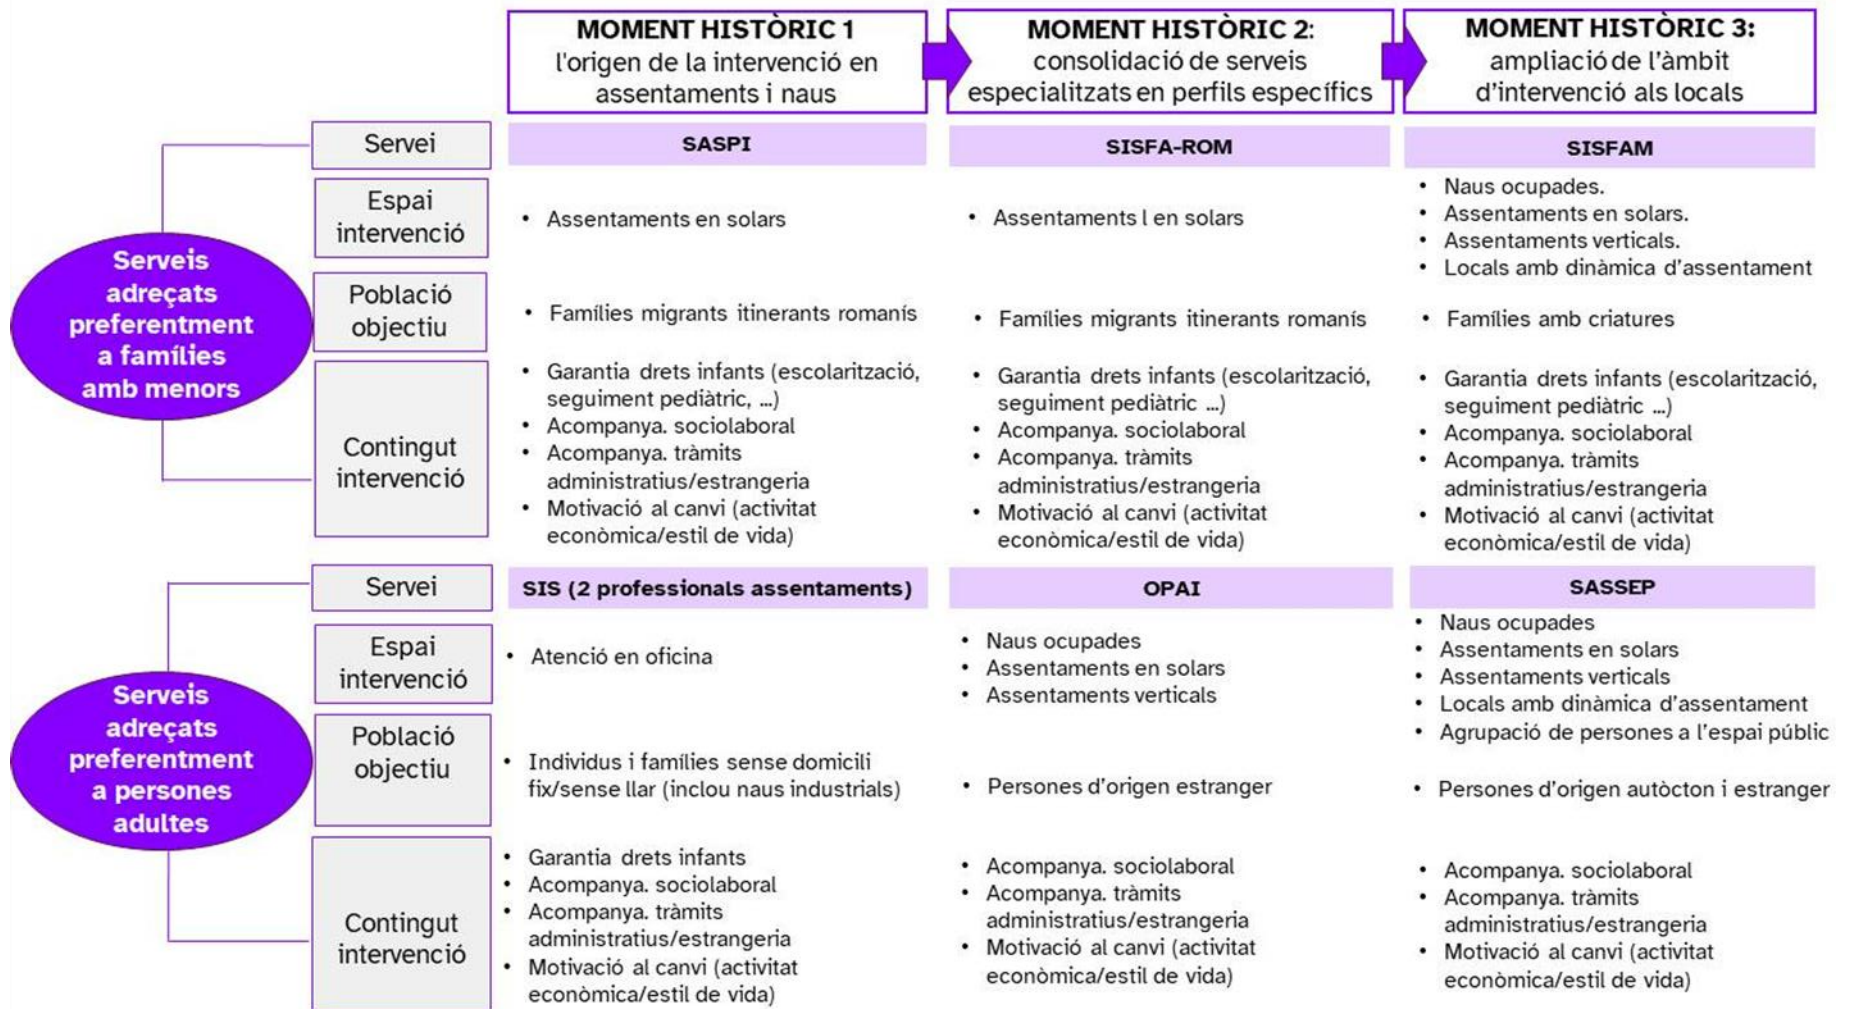 MOMENT HISTÒRIC 1
l'origen de la intervenció en
assentaments i naus
MOMENT HISTÒRIC 2:
consolidació de serveis
especialitzats en perfils específics
MOMENT HISTÒRIC 3:
ampliació de l'àmbit
d'intervenció als locals
Serveis
adreçats
preferentment
a famílies
amb menors
Servei
SASPI
SISFA-ROM
SISFAM
Espai
intervenció
• Assentaments en solars
• Assentaments l en solars
• Naus ocupades.
• Assentaments en solars.
• Assentaments verticals.
• Locals amb dinàmica d'assentament
Població
objectiu
• Famílies migrants itinerants romanís
• Famílies migrants itinerants romanís
• Famílies amb criatures
Contingut
intervenció
• Garantia drets infants (escolarització,
seguiment pediàtric, ...)
• Acompanya. sociolaboral
• Acompanya. tràmits
administratius/estrangeria
• Motivació al canvi (activitat
econòmica/estil de vida)
• Garantia drets infants (escolarització,
seguiment pediàtric ...)
• Acompanya. sociolaboral
• Acompanya. tràmits
administratius/estrangeria
• Motivació al canvi (activitat
econòmica/estil de vida)
• Garantia drets infants (escolarització,
seguiment pediàtric ...)
• Acompanya. sociolaboral
• Acompanya. tràmits
administratius/estrangeria
• Motivació al canvi (activitat
econòmica/estil de vida)
Serveis
adreçats
preferentment
a persones
adultes
Servei
SIS (2 professionals assentaments)
OPAI
SASSEP
Espai
intervenció
• Atenció en oficina
• Naus ocupades
• Assentaments en solars
• Assentaments verticals
• Naus ocupades
• Assentaments en solars
• Assentaments verticals
• Locals amb dinàmica d'assentament
• Agrupació de persones a l'espai públic
Població
objectiu
• Individus i famílies sense domicili
fix/sense llar (inclou naus industrials)
• Persones d'origen estranger
• Persones d'origen autòcton i estranger
Contingut
intervenció
• Garantia drets infants
• Acompanya. sociolaboral
• Acompanya. tràmits
administratius/estrangeria
• Motivació al canvi (activitat
econòmica/estil de vida)
• Acompanya. sociolaboral
• Acompanya. tràmits
administratius/estrangeria
• Motivació al canvi (activitat
econòmica/estil de vida)
• Acompanya. sociolaboral
• Acompanya. tràmits
administratius/estrangeria
• Motivació al canvi (activitat
econòmica/estil de vida)